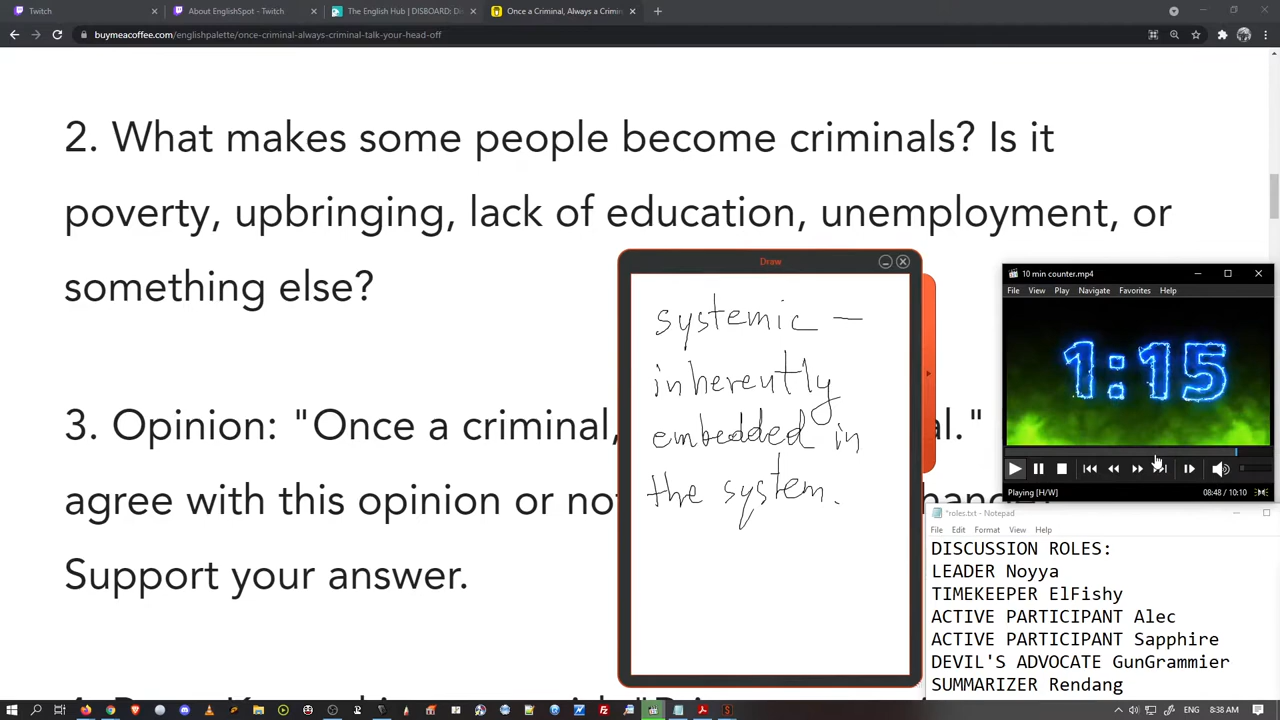 Twitch
About EnglishSpot - Twitch
The English Hub | DISBOARD: Di
Once a Criminal, Always a Crimin
buymeacoffee.com/englishpalette/once-criminal-always-criminal-talk-your-head-off
2. What makes some people become criminals? Is it
poverty, upbringing, lack of education, unemployment, or
something else?
3. Opinion: "Once a criminal,
al."
agree with this opinion or no
Support your answer.
Draw
systemic —
inherently
embedded in
the system.
10 min counter.mp4
File View Play Navigate Favorites Help
1:15
Playing [H/W]
08:48 / 10:10
*roles.txt - Notepad
File Edit Format View Help
DISCUSSION ROLES:
LEADER Noyya
TIMEKEEPER ElFishy
ACTIVE PARTICIPANT Alec
ACTIVE PARTICIPANT Sapphire
DEVIL'S ADVOCATE GunGrammier
SUMMARIZER Rendang
ENG
8:38 AM